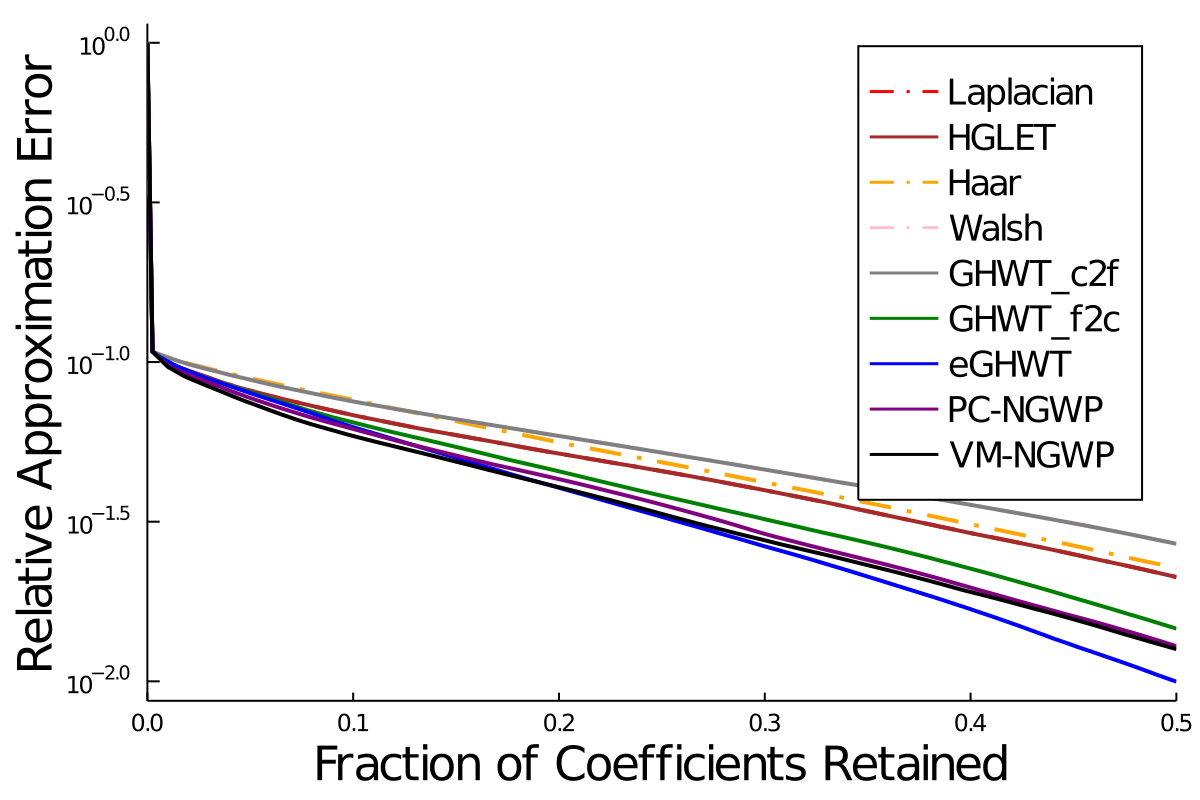 Relative Approximation Error
10^0.0
10^−0.5
10^−1.0
10^−1.5
10^−2.0
Laplacian
HGLET
Haar
Walsh
GHWT_c2f
GHWT_f2c
eGHWT
PC-NGWP
VM-NGWP
0.0 0.1 0.2 0.3 0.4 0.5
Fraction of Coefficients Retained